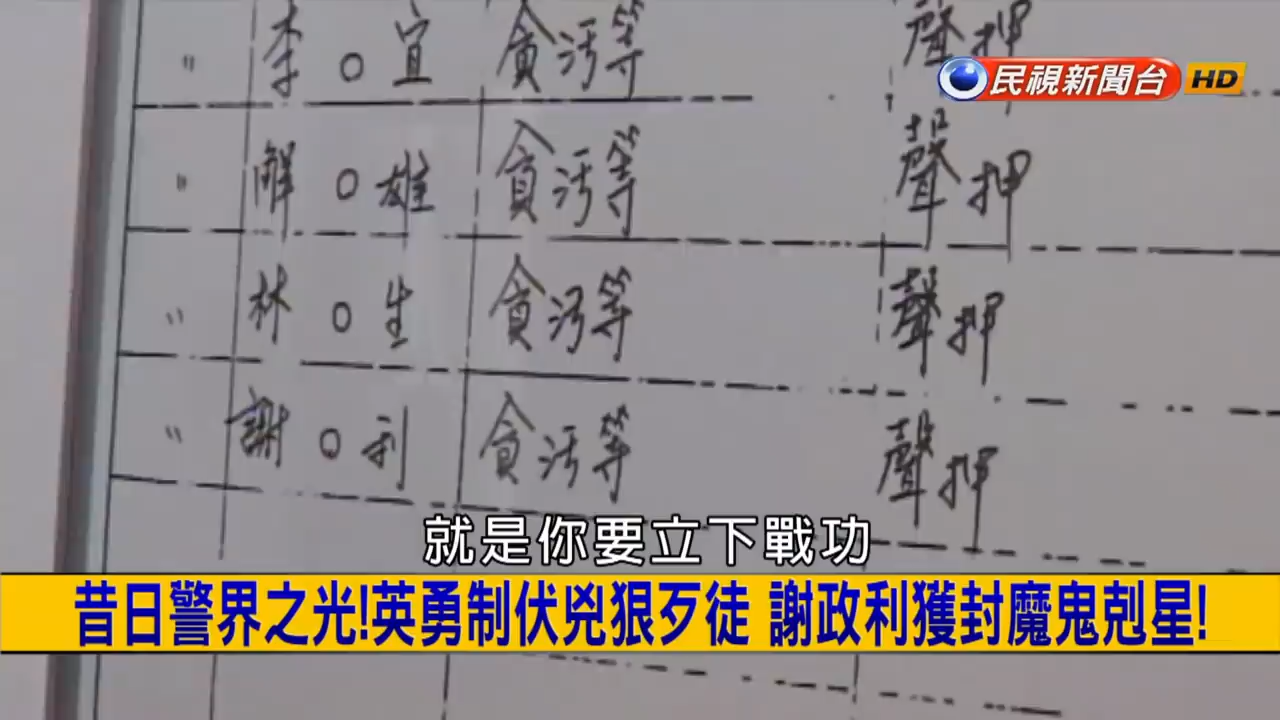 〃 李○宜 貪污等 聲押
民視新聞台 HD
〃 解○雄 貪污等 聲押
〃 林○生 貪污等 聲押
〃 謝○利 貪污等 聲押
就是你要立下戰功
昔日警界之光!英勇制伏兇狠歹徒 謝政利獲封魔鬼剋星!